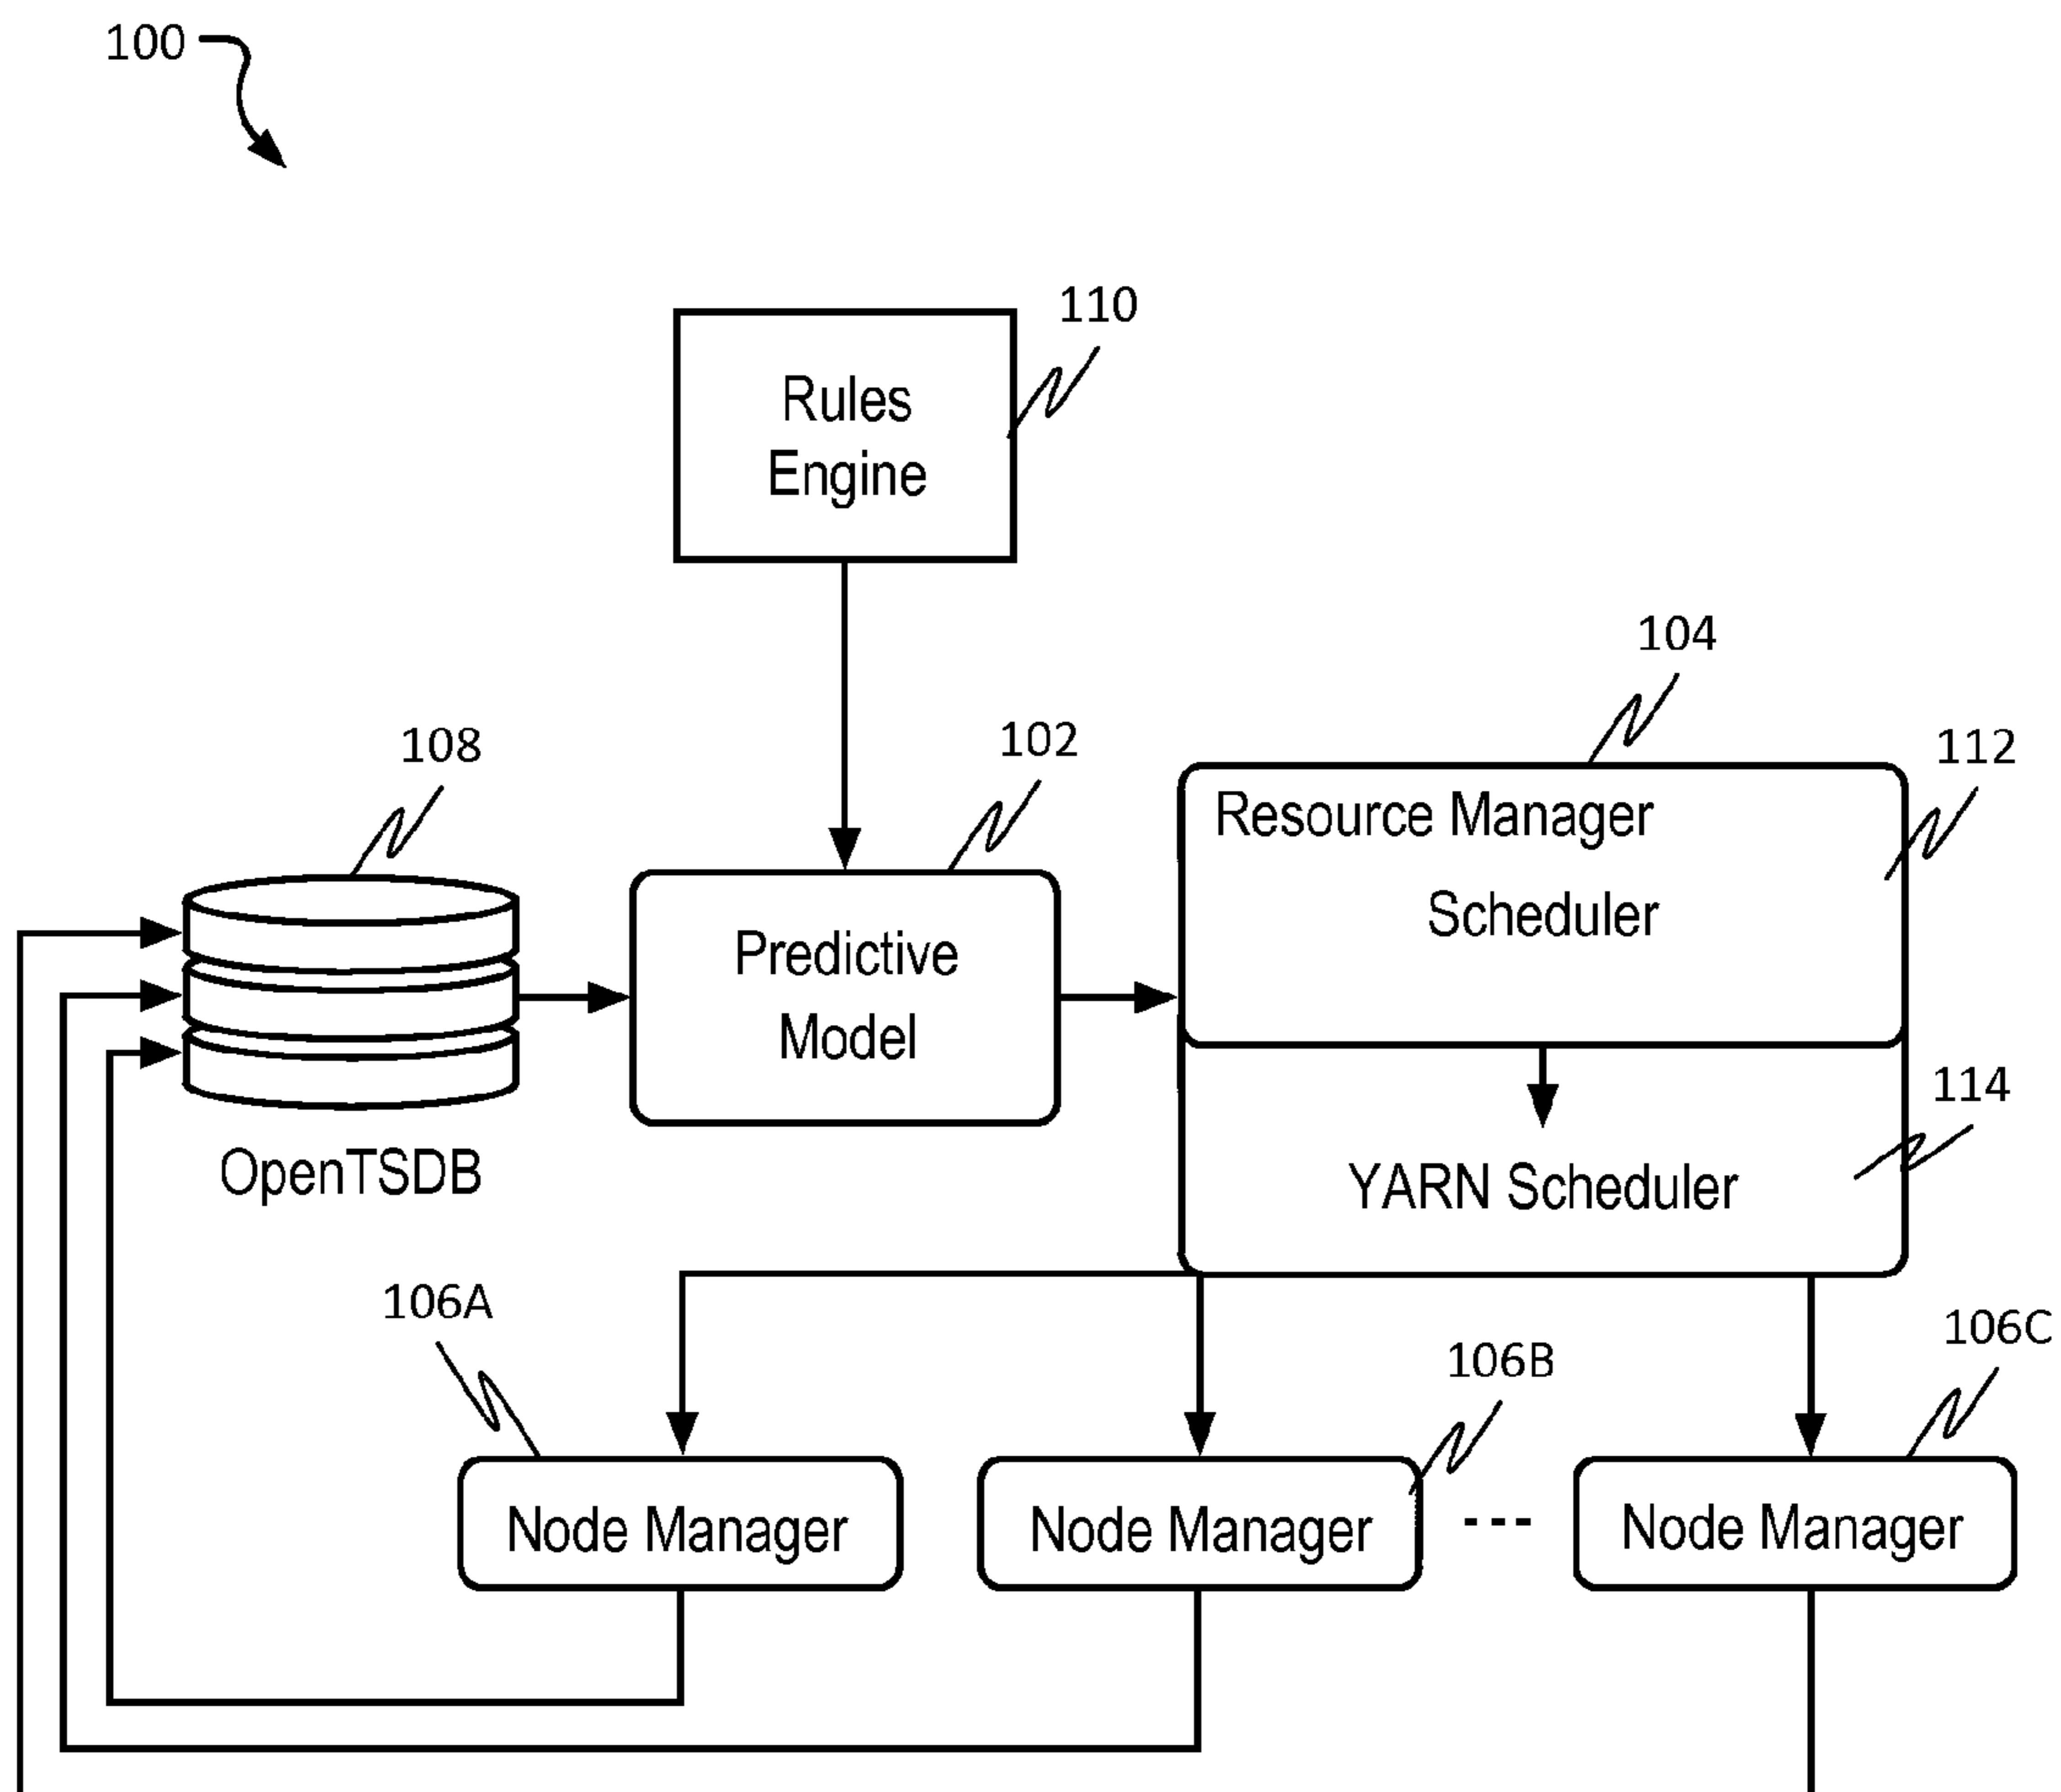 100
110
Rules
Engine
104
108
102
112
Resource Manager
Scheduler
Predictive
Model
114
OpenTSDB
YARN Scheduler
106A
106B
106C
Node Manager
Node Manager
---
Node Manager